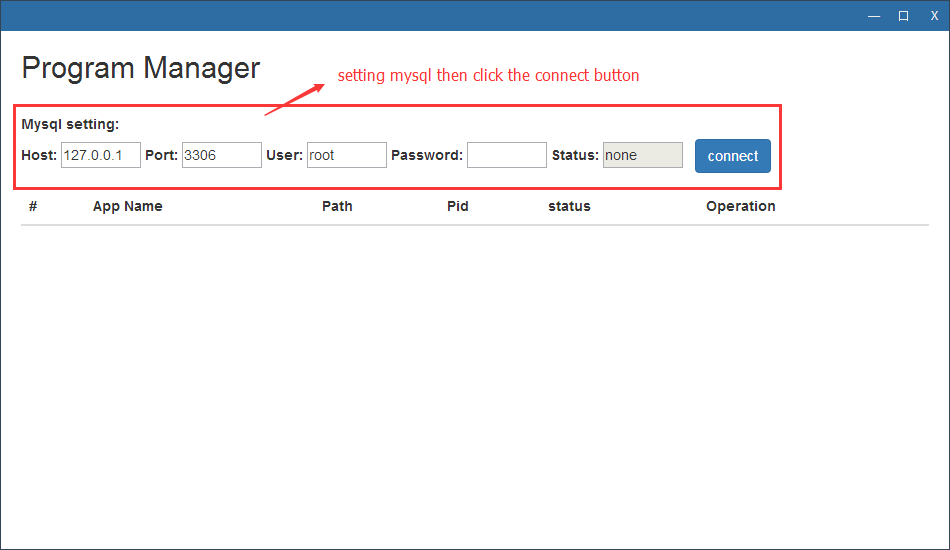 X
Program Manager
setting mysql then click the connect button
Mysql setting:
Host: 127.0.0.1 Port: 3306 User: root Password: Status: none connect
# App Name Path Pid status Operation